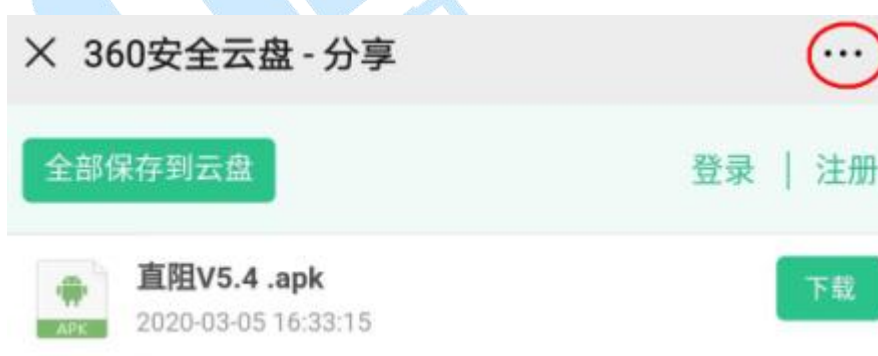 × 360安全云盘 - 分享 ···
全部保存到云盘 登录 | 注册
直阻V5.4 .apk 下载
2020-03-05 16:33:15
APK